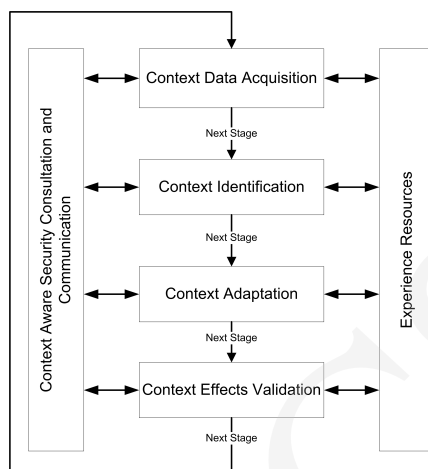 Context Data Acquisition
Next Stage
Context Identification
Next Stage
Context Adaptation
Next Stage
Context Effects Validation
Next Stage
Context Aware Security Consultation and
Communication
Experience Resources